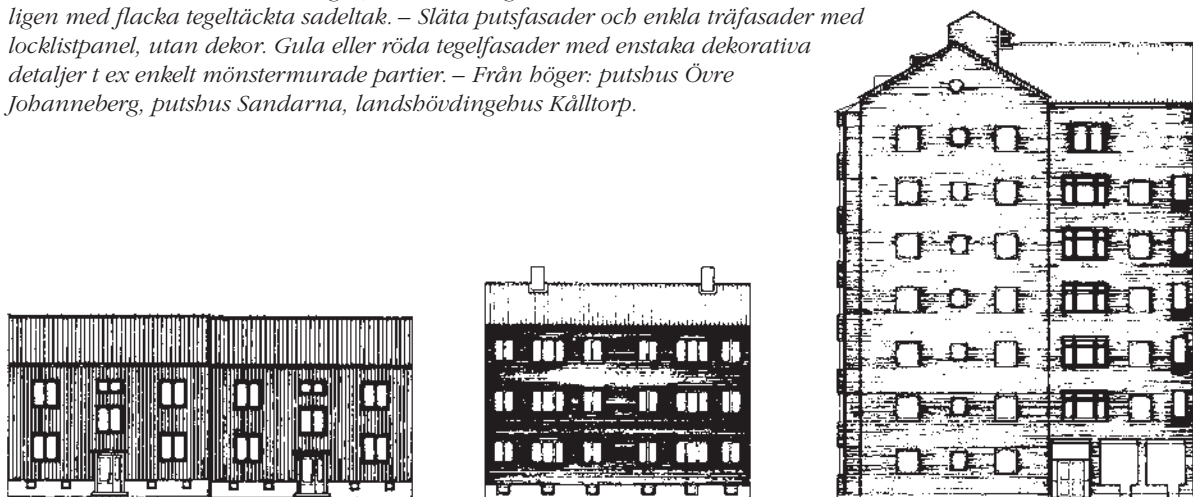 ligen med flacka tegeltäckta sadeltak. – Släta putsfasader och enkla träfasader med
locklistpanel, utan dekor. Gula eller röda tegelfasader med enstaka dekorativa
detaljer t ex enkelt mönstermurade partier. – Från höger: putshus Övre
Johanneberg, putshus Sandarna, landshövdingehus Kålltorp.